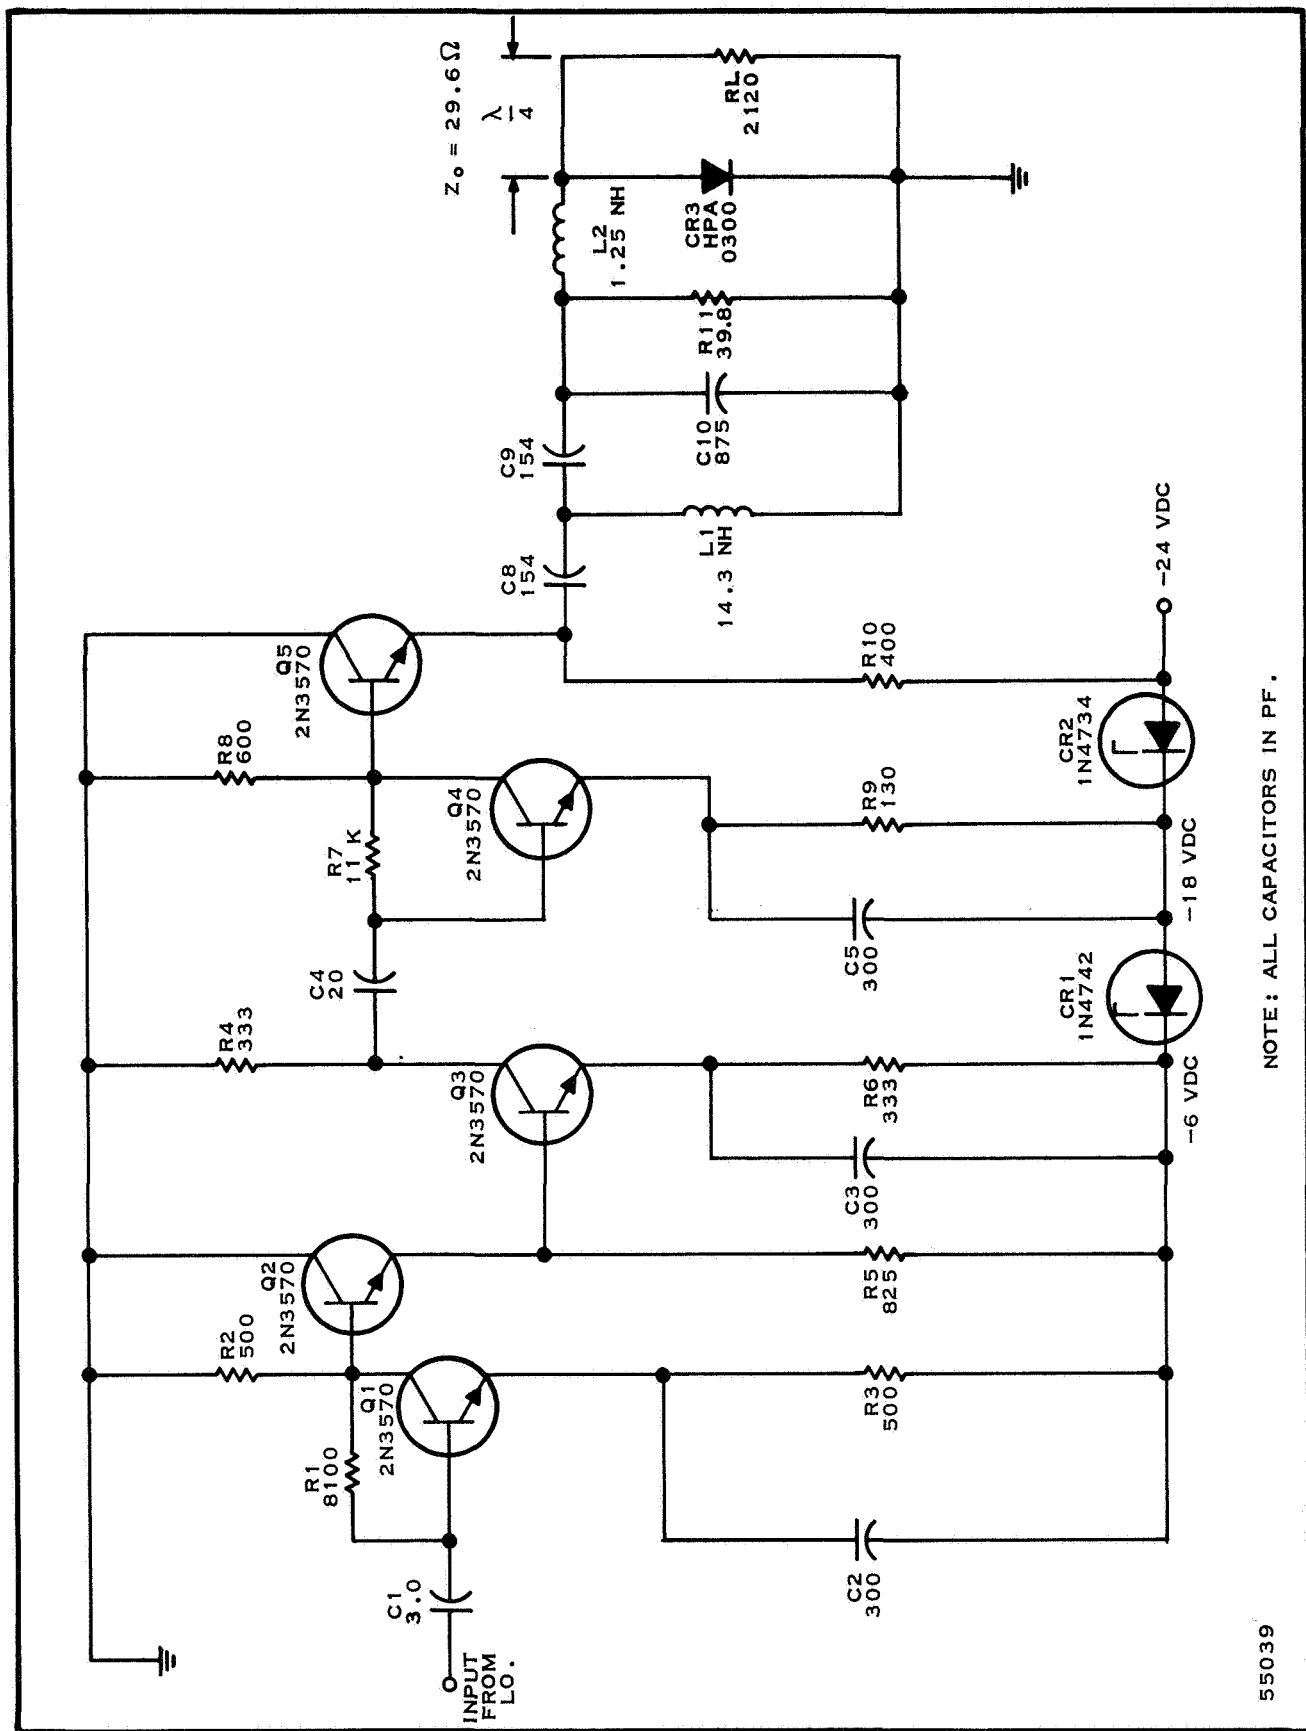 INPUT
FROM
LO.
C1
3.0
R1
8100
Q1
2N3570
R2
500
Q2
2N3570
C2
300
R3
500
R5
825
C3
300
R6
333
Q3
2N3570
R4
333
C4
20
R7
11 K
R8
600
Q4
2N3570
Q5
2N3570
C5
300
R9
130
R10
400
-6 VDC
CR1
1N4742
-18 VDC
CR2
1N4734
-24 VDC
C8
154
C9
154
L1
14.3 NH
C10
875
R11
39.8
L2
1.25 NH
CR3
HPA
0300
RL
2120
Zo = 29.6Ω
λ
4
NOTE: ALL CAPACITORS IN PF.
55039